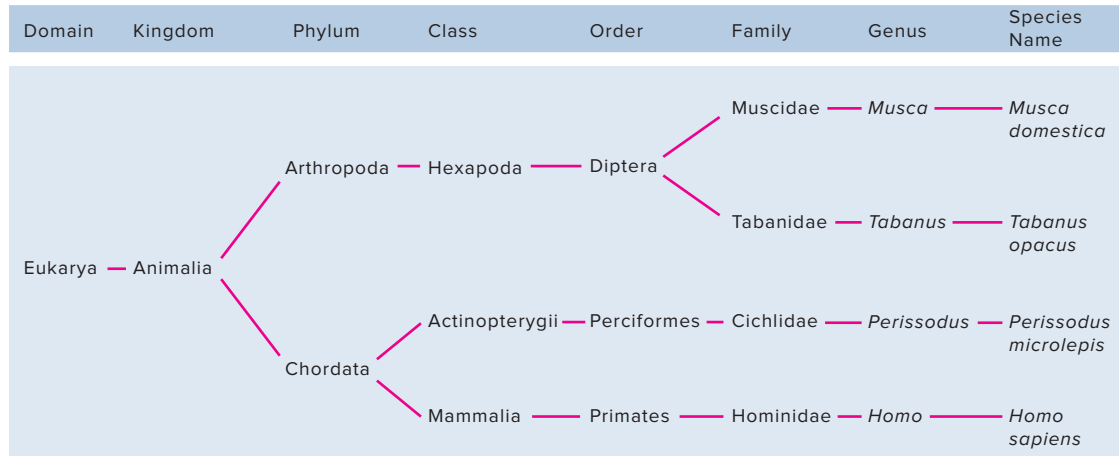 Domain Kingdom Phylum Class Order Family Genus Species
Name
Muscidae Musca Musca
domestica
Arthropoda Hexapoda Diptera
Tabanidae Tabanus Tabanus
opacus
Eukarya Animalia
Actinopterygii Perciformes Cichlidae Perissodus Perissodus
microlepis
Chordata
Mammalia Primates Hominidae Homo Homo
sapiens